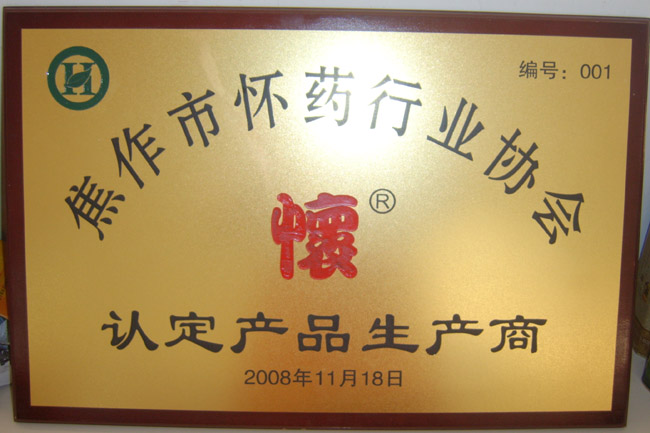 H
编号：001
焦作市怀药行业协会
懷®
认定产品生产商
2008年11月18日